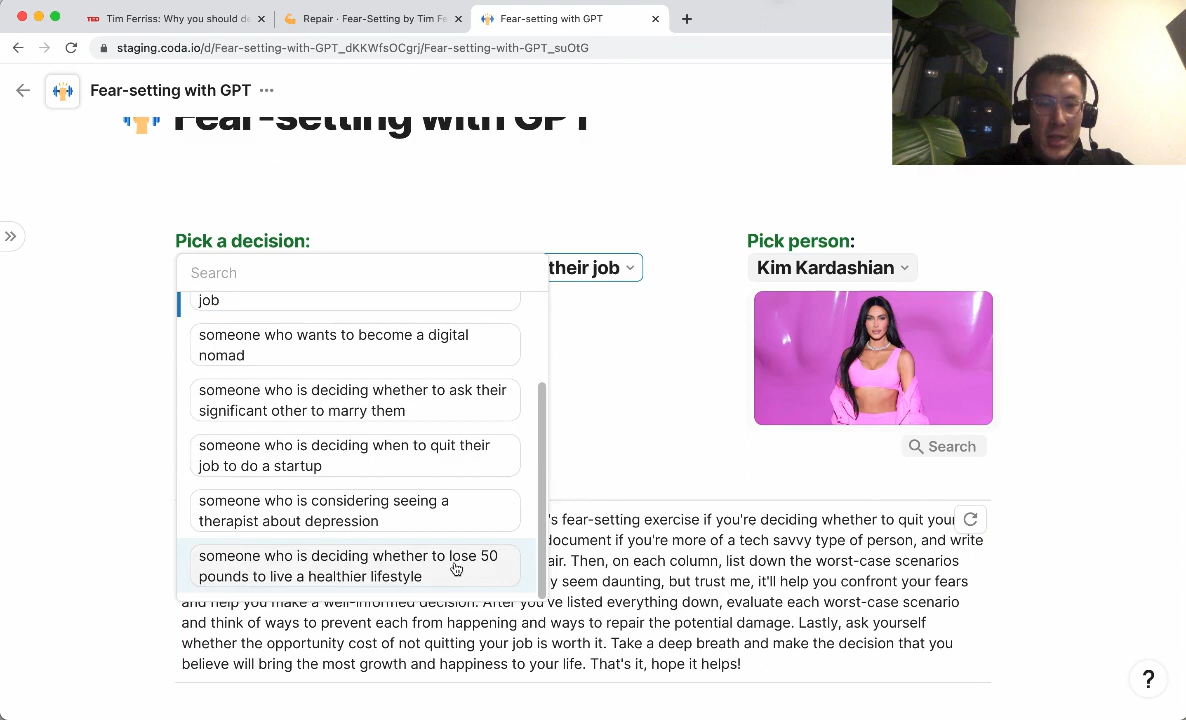 Tim Ferriss: Why you should de
Repair · Fear-Setting by Tim Fe
Fear-setting with GPT
staging.coda.io/d/Fear-setting-with-GPT_dKKWfsOCgrj/Fear-setting-with-GPT_suOtG
Fear-setting with GPT
Fear-setting with GPT
Pick a decision:
Pick person:
Search
their job
Kim Kardashian
job
someone who wants to become a digital
nomad
someone who is deciding whether to ask their
significant other to marry them
someone who is deciding when to quit their
job to do a startup
Search
someone who is considering seeing a
therapist about depression
someone who is deciding whether to lose 50
pounds to live a healthier lifestyle
's fear-setting exercise if you're deciding whether to quit your
document if you're more of a tech savvy type of person, and write
air. Then, on each column, list down the worst-case scenarios
y seem daunting, but trust me, it'll help you confront your fears
and help you make a well-informed decision. After you've listed everything down, evaluate each worst-case scenario
and think of ways to prevent each from happening and ways to repair the potential damage. Lastly, ask yourself
whether the opportunity cost of not quitting your job is worth it. Take a deep breath and make the decision that you
believe will bring the most growth and happiness to your life. That's it, hope it helps!
?